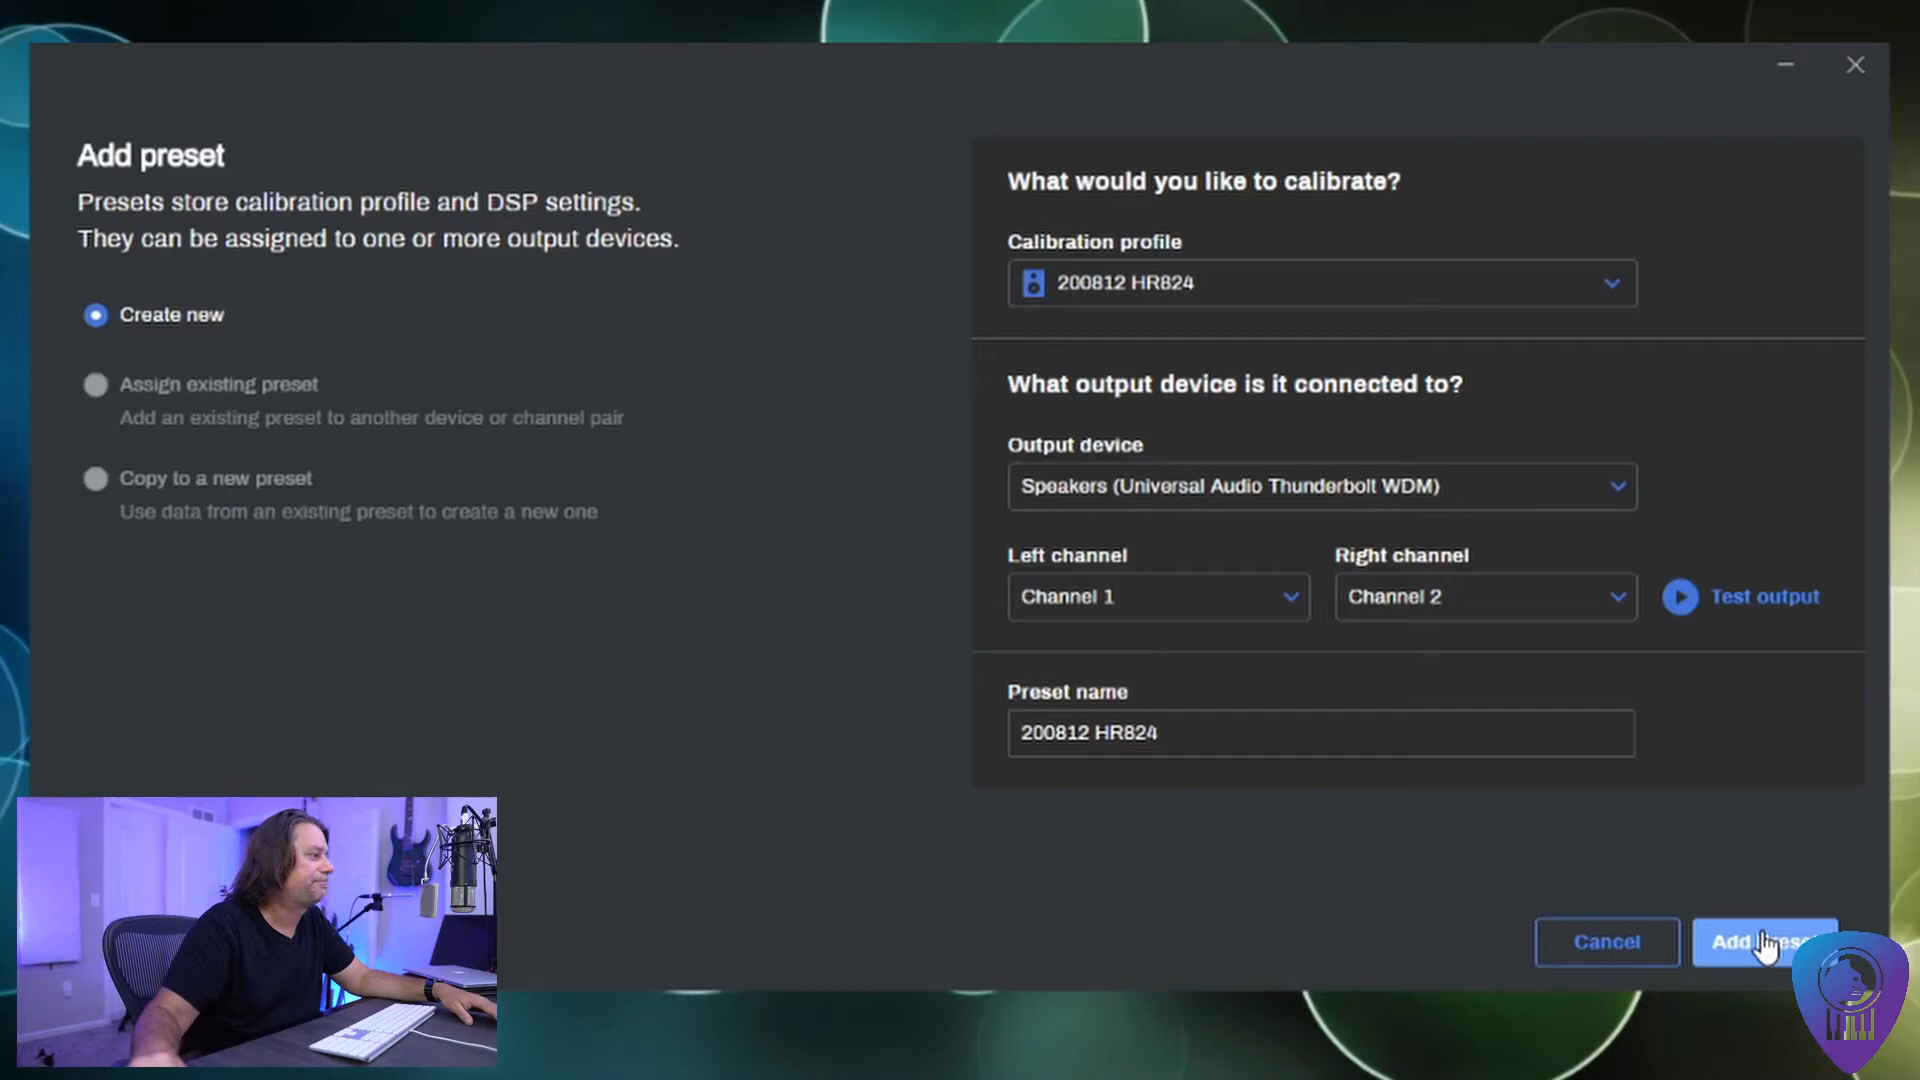 Add preset
Presets store calibration profile and DSP settings.
They can be assigned to one or more output devices.
Create new
Assign existing preset
Add an existing preset to another device or channel pair
Copy to a new preset
Use data from an existing preset to create a new one
What would you like to calibrate?
Calibration profile
200812 HR824
What output device is it connected to?
Output device
Speakers (Universal Audio Thunderbolt WDM)
Left channel
Right channel
Channel 1
Channel 2
Test output
Preset name
200812 HR824
Cancel
Add